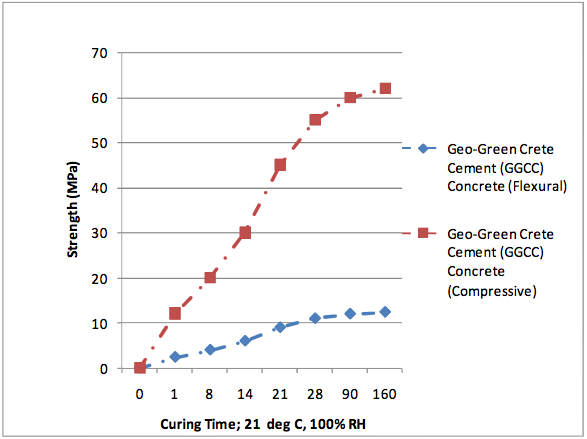 70
60
50
40
30
20
10
0
Strength (MPa)
0 1 8 14 21 28 90 160
Curing Time; 21 deg C, 100% RH
Geo-Green Crete
Cement (GGCC)
Concrete (Flexural)
Geo-Green Crete
Cement (GGCC)
Concrete
(Compressive)